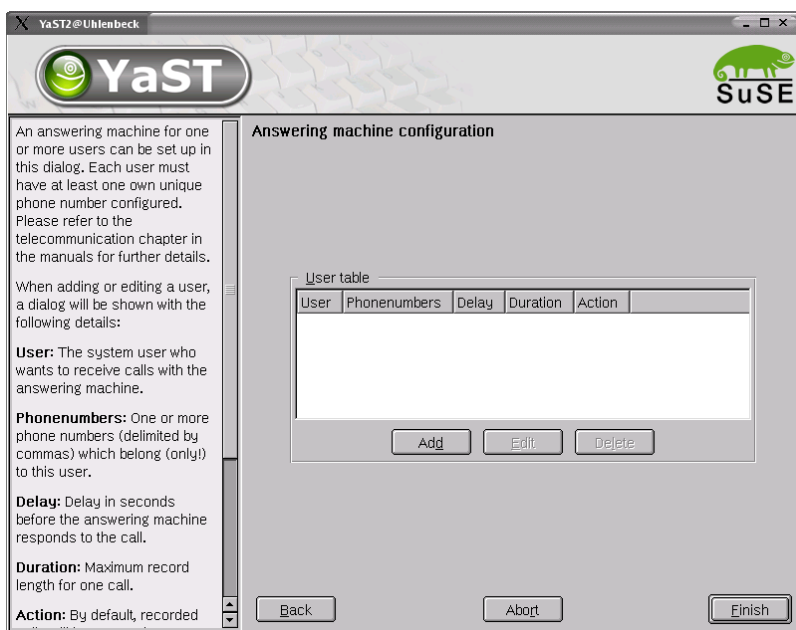 YaST2@Uhlenbeck
YaST
SuSE
An answering machine for one
or more users can be set up in
this dialog. Each user must
have at least one own unique
phone number configured.
Please refer to the
telecommunication chapter in
the manuals for further details.
When adding or editing a user,
a dialog will be shown with the
following details:
User: The system user who
wants to receive calls with the
answering machine.
Phonenumbers: One or more
phone numbers (delimited by
commas) which belong (only!)
to this user.
Delay: Delay in seconds
before the answering machine
responds to the call.
Duration: Maximum record
length for one call.
Action: By default, recorded
Answering machine configuration
User table
User Phonenumbers Delay Duration Action
Add Edit Delete
Back Abort Finish